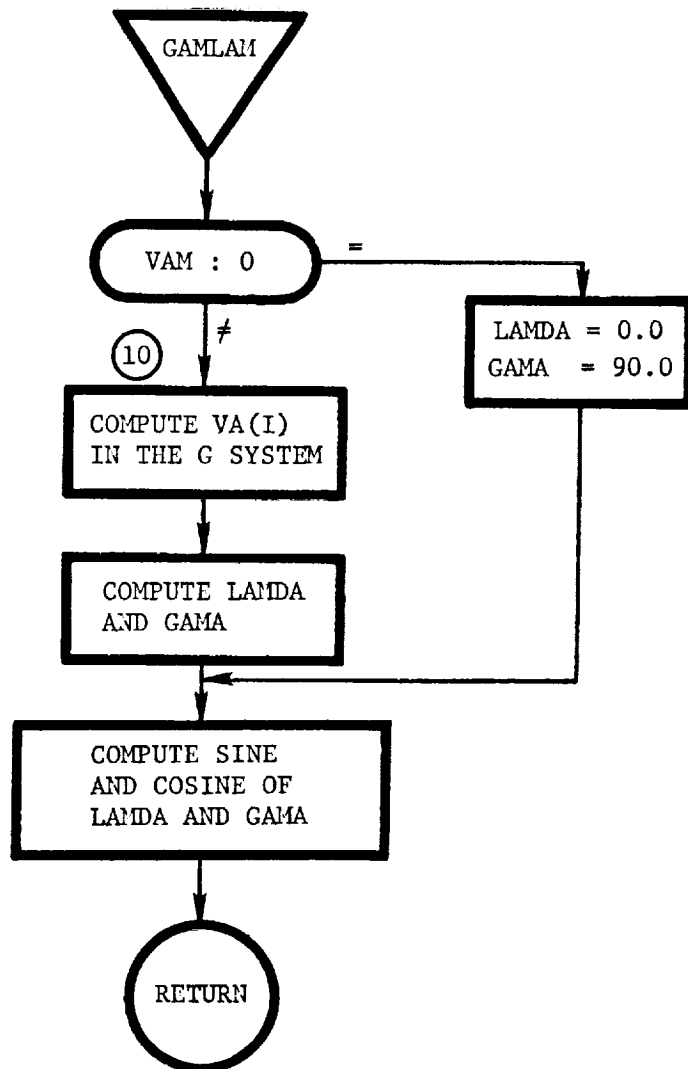 GAMLAM
VAM : 0
=
LAMDA = 0.0
GAMA = 90.0
≠
10
COMPUTE VA(I)
IN THE G SYSTEM
COMPUTE LAMDA
AND GAMA
COMPUTE SINE
AND COSINE OF
LAMDA AND GAMA
RETURN